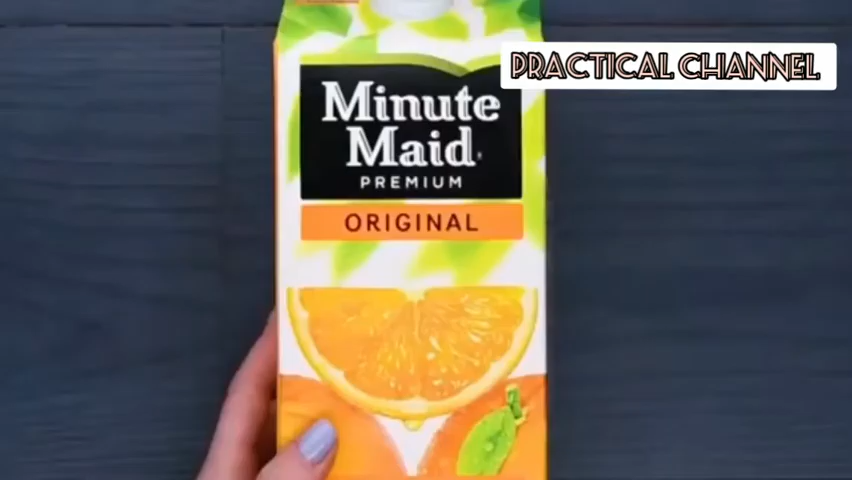 PRACTICAL CHANNEL
Minute
Maid
PREMIUM
ORIGINAL